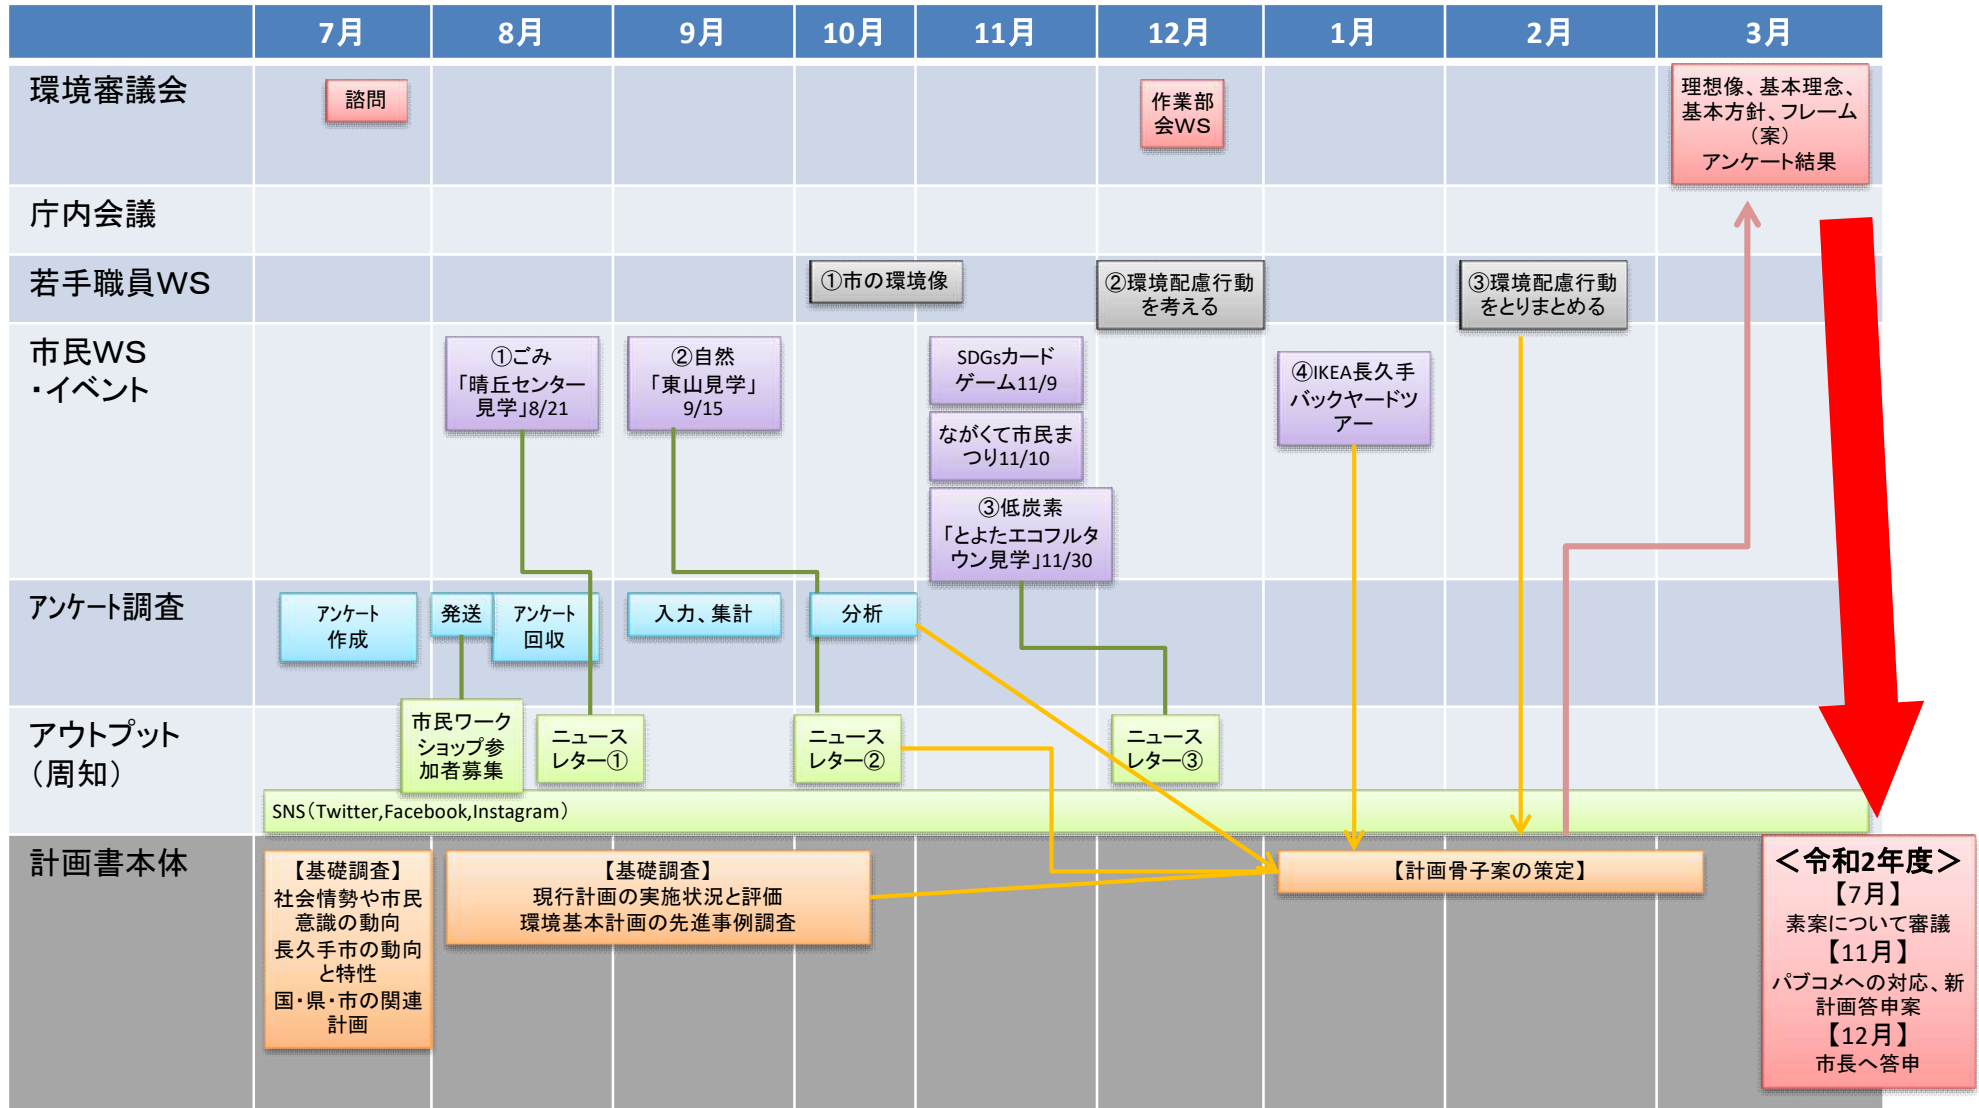 7月
8月
9月
10月
11月
12月
1月
2月
3月
環境審議会
諮問
作業部
会WS
理想像、基本理念、
基本方針、フレーム
（案）
アンケート結果
庁内会議
若手職員WS
①市の環境像
②環境配慮行動
を考える
③環境配慮行動
をとりまとめる
市民WS
・イベント
①ごみ
「晴丘センター
見学」8/21
②自然
「東山見学」
9/15
SDGsカード
ゲーム11/9
ながくて市民ま
つり11/10
③低炭素
「とよたエコフルタ
ウン見学」11/30
④IKEA長久手
バックヤードツ
アー
アンケート調査
アンケート
作成
発送
アンケート
回収
入力、集計
分析
アウトプット
（周知）
市民ワーク
ショップ参
加者募集
ニュース
レター①
ニュース
レター②
ニュース
レター③
SNS（Twitter,Facebook,Instagram）
計画書本体
【基礎調査】
社会情勢や市民
意識の動向
長久手市の動向
と特性
国・県・市の関連
計画
【基礎調査】
現行計画の実施状況と評価
環境基本計画の先進事例調査
【計画骨子案の策定】
＜令和2年度＞
【7月】
素案について審議
【11月】
パブコメへの対応、新
計画答申案
【12月】
市長へ答申